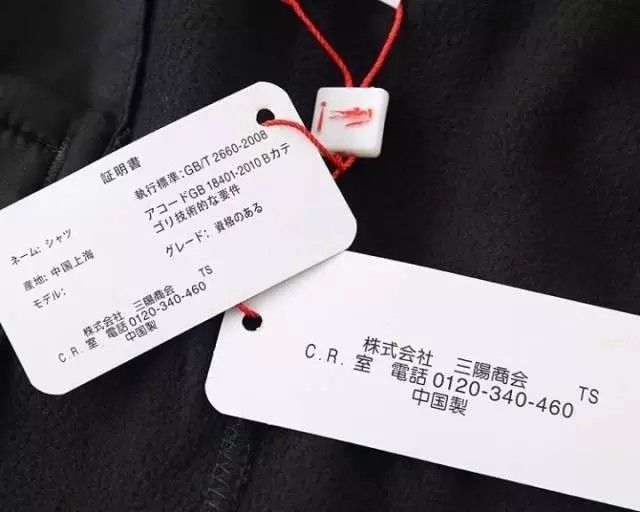 証明書
執行標準:GB/T 2660-2008
アコードGB 18401-2010 Bカテ
ゴリ技術的な要件
ネーム: シャツ
グレード: 資格のある
産地: 中国上海
モデル:
株式会社 三陽商会 TS
C.R. 室 電話 0120-340-460
中国製
株式会社 三陽商会 TS
C.R. 室 電話 0120-340-460
中国製